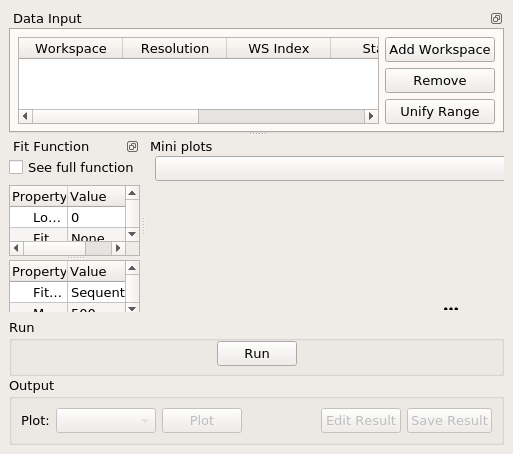 Data Input
Workspace Resolution WS Index Sta
Add Workspace
Remove
Unify Range
Fit Function Mini plots
See full function
Property Value
Lo... 0
Fit None
Property Value
Fit... Sequent
500
Run
Run
Output
Plot: Plot Edit Result Save Result